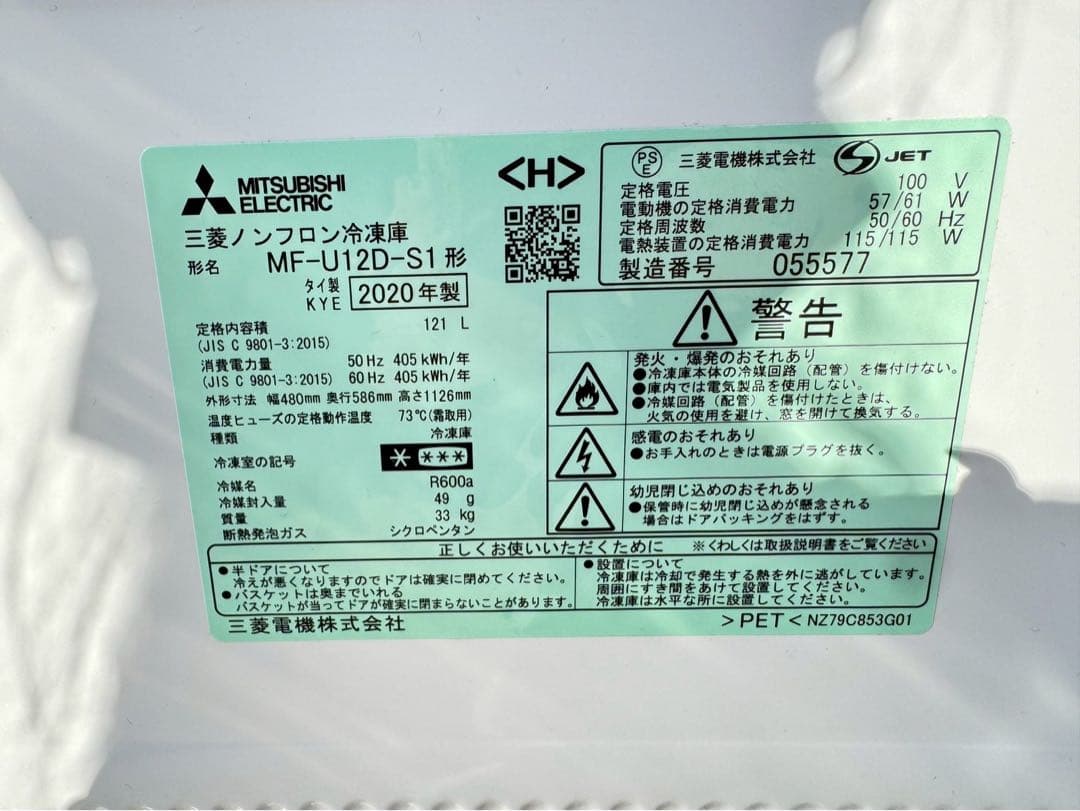 MITSUBISHI
ELECTRIC
三菱ノンフロン冷凍庫
形名 MF-U12D-S1形
タイ製
KYE 2020年製
定格内容積 121 L
(JIS C 9801-3:2015)
消費電力量 50Hz 405kWh/年
(JIS C 9801-3:2015) 60Hz 405kWh/年
外形寸法 幅480mm 奥行586mm 高さ1126mm
温度ヒューズの定格動作温度 73℃(霜取用)
種類 冷凍庫
冷凍室の記号 * ***
冷媒名 R600a
冷媒封入量 49 g
質量 33 kg
断熱発泡ガス シクロペンタン
<H>
PS
E 三菱電機株式会社 S JET
定格電圧 100 V
電動機の定格消費電力 57/61 W
定格周波数 50/60 Hz
電熱装置の定格消費電力 115/115 W
製造番号 055577
警告
発火・爆発のおそれあり
●冷凍庫本体の冷媒回路(配管)を傷付けない。
●庫内では電気製品を使用しない。
●冷媒回路(配管)を傷付けたときは、
火気の使用を避け、窓を開けて換気する。
感電のおそれあり
●お手入れのときは電源プラグを抜く。
幼児閉じ込めのおそれあり
●保管時に幼児閉じ込めが懸念される
場合はドアパッキングをはずす。
正しくお使いいただくために ※くわしくは取扱説明書をご覧ください
●半ドアについて
冷えが悪くなりますのでドアは確実に閉めてください。
●バスケットは奥までいれる
バスケットが当ってドアが確実に閉まらないことがあります。
●設置について
冷凍庫は冷却で発生する熱を外に逃がしています。
周囲にすき間をあけて設置してください。
冷凍庫は水平な所に設置してください。
三菱電機株式会社 >PET< NZ79C853G01